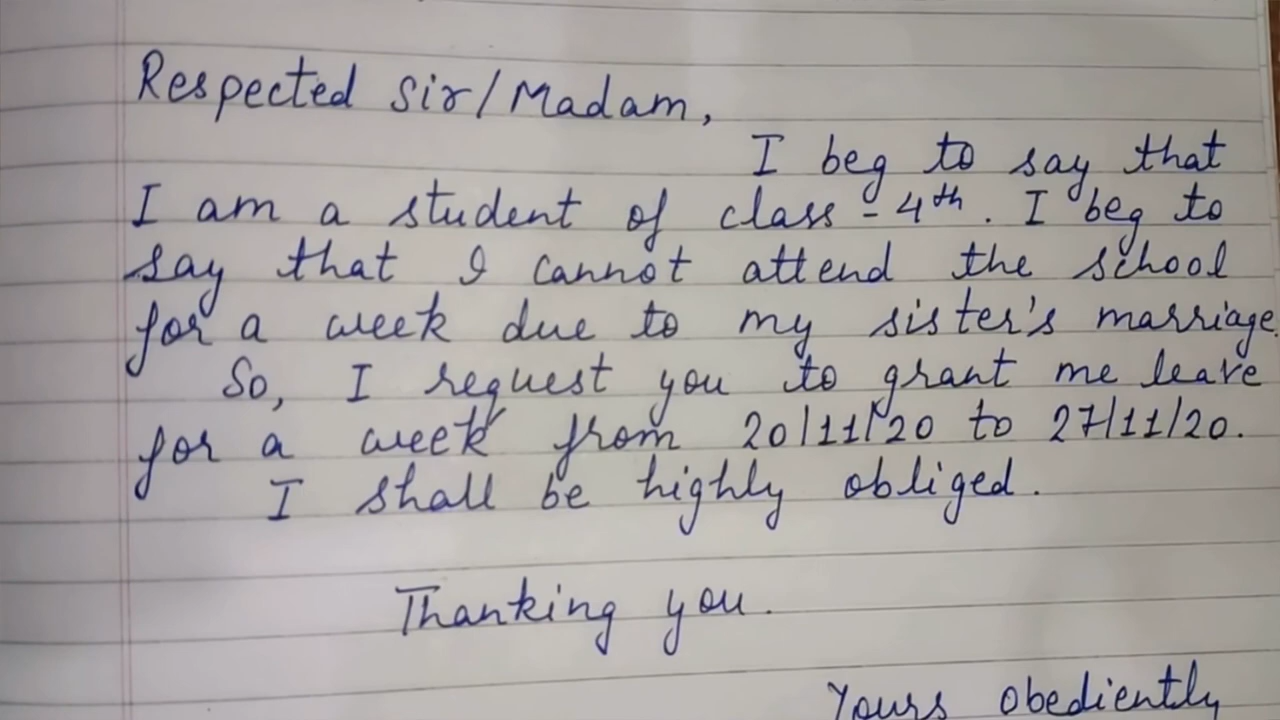 Respected Sir/Madam,
I beg to say that
I am a student of class - 4th. I beg to
say that I cannot attend the school
for a week due to my sister's marriage.
So, I request you to grant me leave
for a week from 20/11/20 to 27/11/20.
I shall be highly obliged.
Thanking you.
Yours obediently